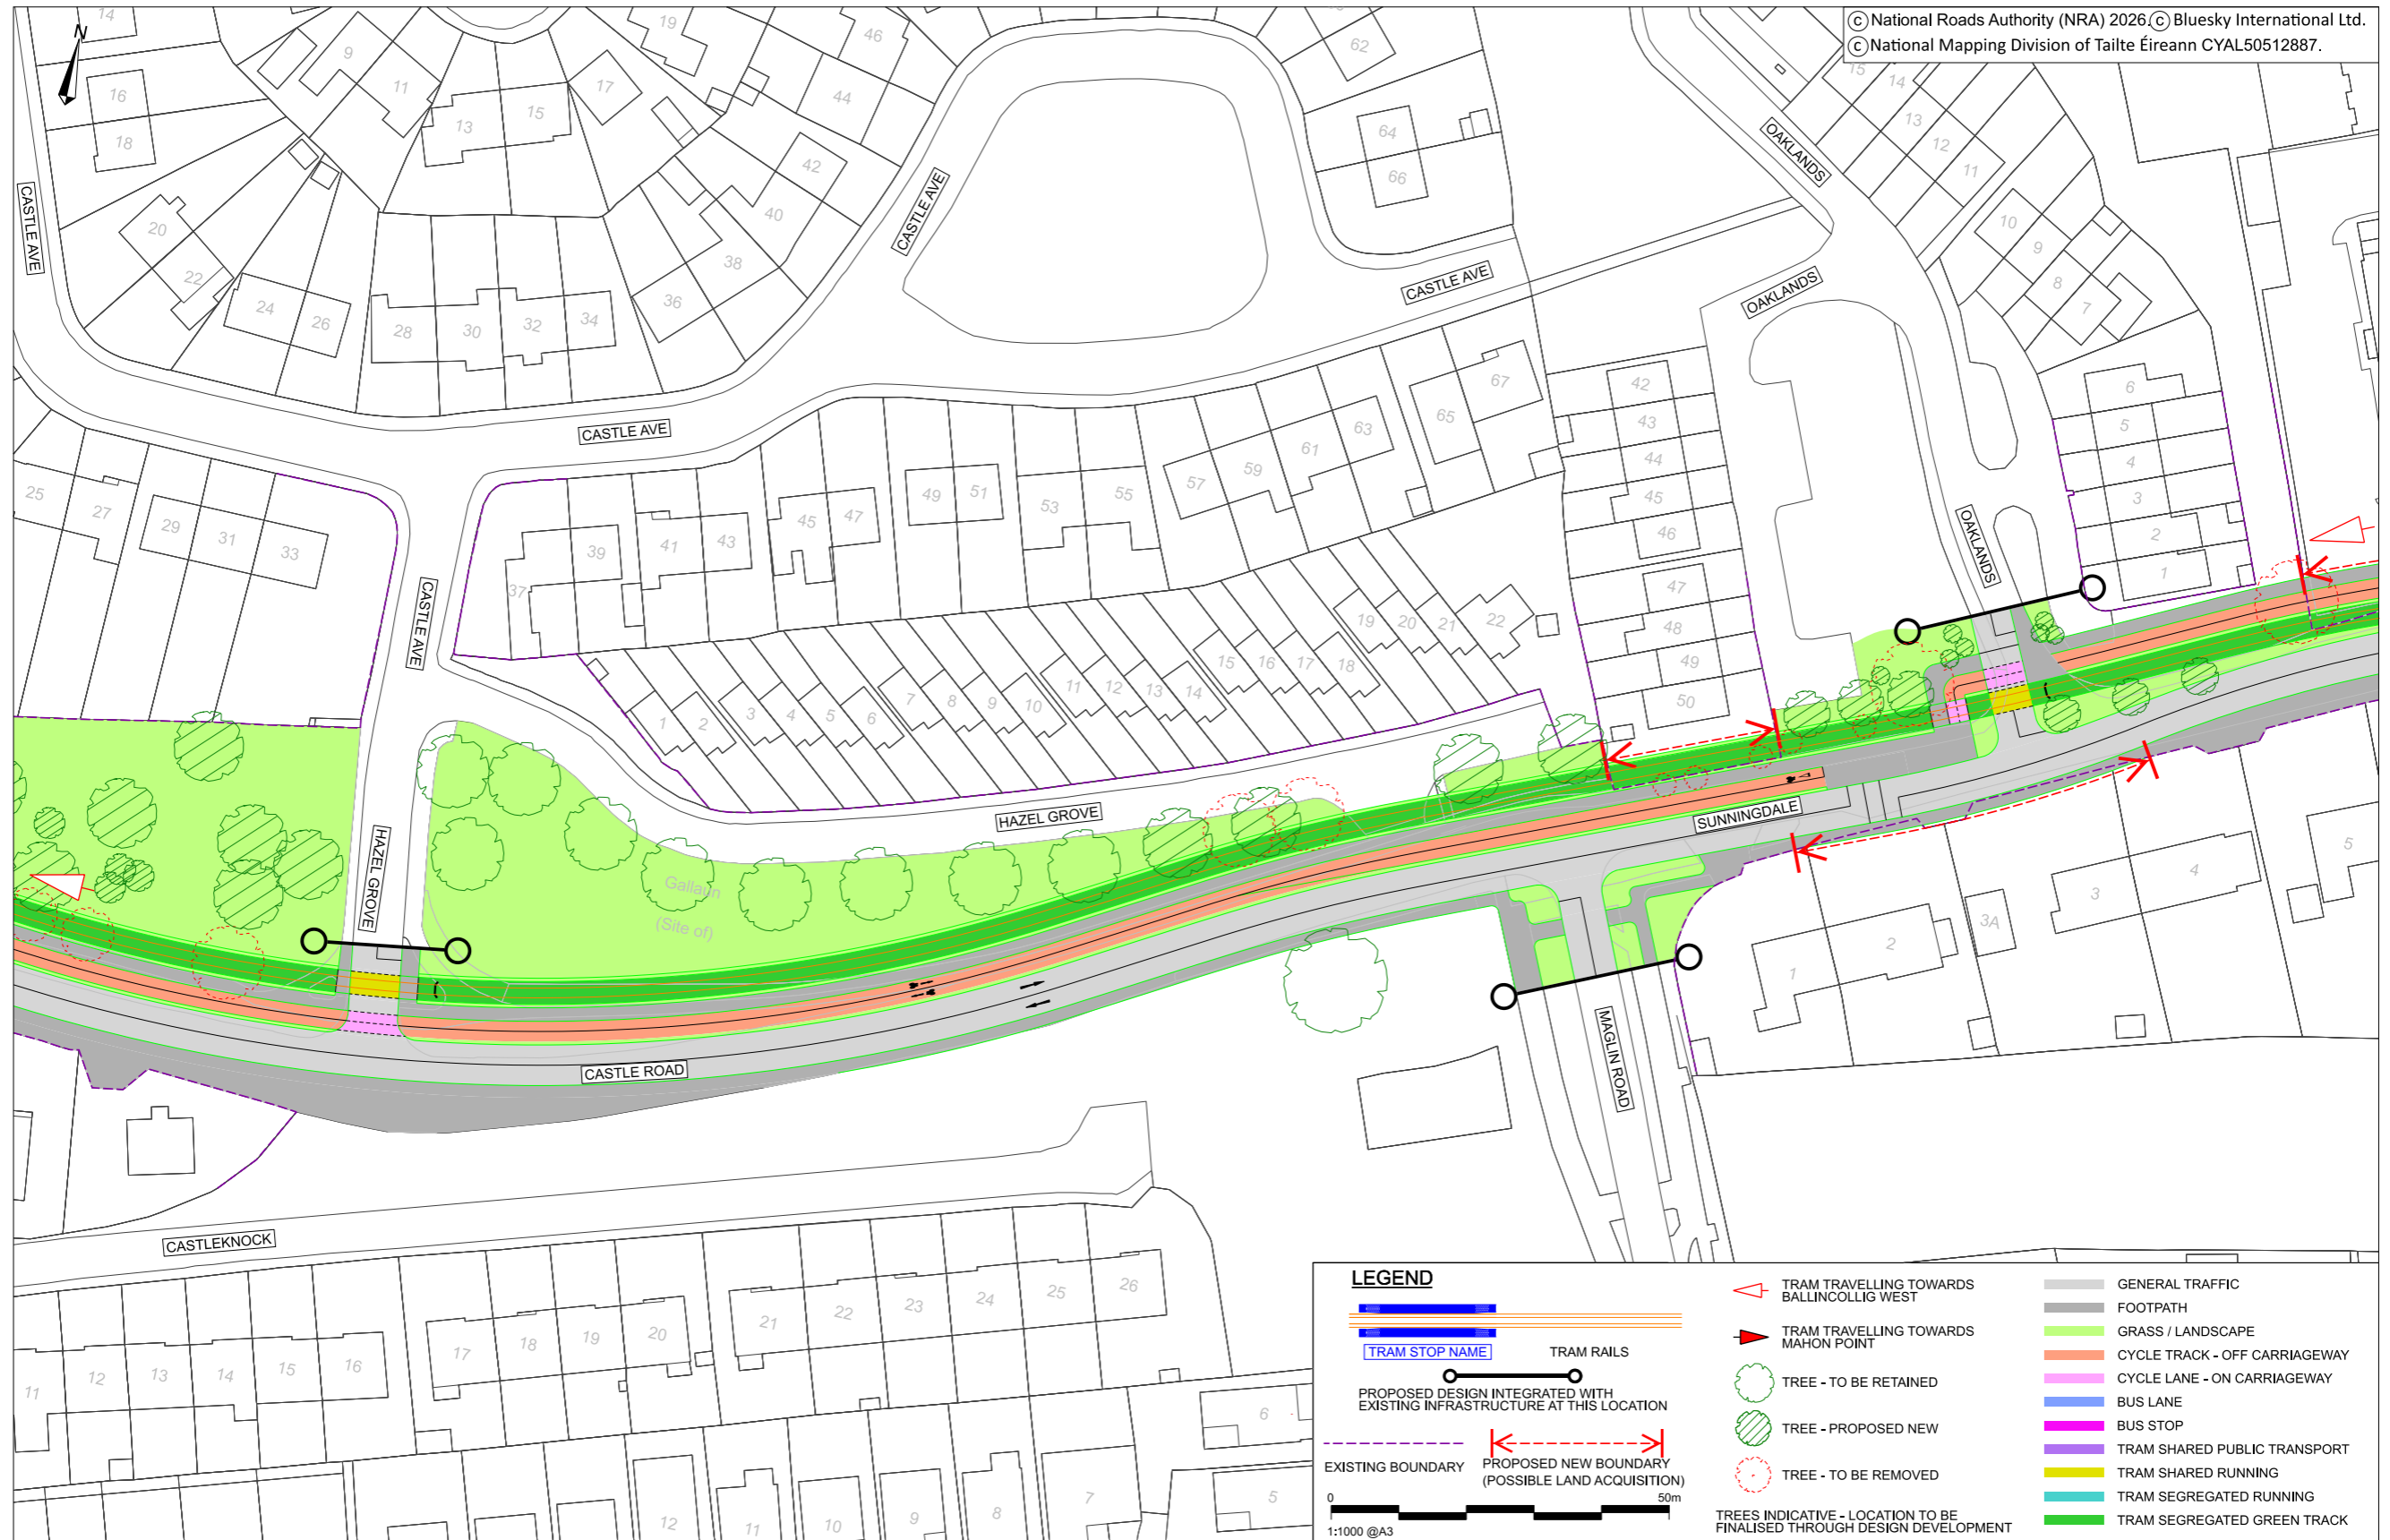 © National Roads Authority (NRA) 2026. © Bluesky International Ltd.
© National Mapping Division of Tailte Éireann CYAL50512887.
N
14
16
18
9
11
13
15
17
19
46
44
42
40
38
36
62
64
66
15
14
13
12
11
10
9
8
7
CASTLE AVE
CASTLE AVE
OAKLANDS
20
22
24
26
28
30
32
34
CASTLE AVE
OAKLANDS
CASTLE AVE
25
27
29
31
33
37
39
41
43
45
47
49
51
53
55
57
59
61
63
65
67
42
43
44
45
46
47
48
49
50
6
5
4
3
2
1
OAKLANDS
CASTLE AVE
1
2
3
4
5
6
7
8
9
10
11
12
13
14
15
16
17
18
19
20
21
22
HAZEL GROVE
HAZEL GROVE
SUNNINGDALE
Gallaun
(Site of)
1
2
3A
3
4
5
CASTLE ROAD
MAGLIN ROAD
CASTLEKNOCK
11
12
13
14
15
16
17
18
19
20
21
22
23
24
25
26
12
11
10
9
8
7
6
5
LEGEND
TRAM STOP NAME
TRAM RAILS
PROPOSED DESIGN INTEGRATED WITH
EXISTING INFRASTRUCTURE AT THIS LOCATION
EXISTING BOUNDARY
PROPOSED NEW BOUNDARY
(POSSIBLE LAND ACQUISITION)
0
50m
1:1000 @A3
TRAM TRAVELLING TOWARDS
BALLINCOLLIG WEST
TRAM TRAVELLING TOWARDS
MAHON POINT
TREE - TO BE RETAINED
TREE - PROPOSED NEW
TREE - TO BE REMOVED
TREES INDICATIVE - LOCATION TO BE
FINALISED THROUGH DESIGN DEVELOPMENT
GENERAL TRAFFIC
FOOTPATH
GRASS / LANDSCAPE
CYCLE TRACK - OFF CARRIAGEWAY
CYCLE LANE - ON CARRIAGEWAY
BUS LANE
BUS STOP
TRAM SHARED PUBLIC TRANSPORT
TRAM SHARED RUNNING
TRAM SEGREGATED RUNNING
TRAM SEGREGATED GREEN TRACK